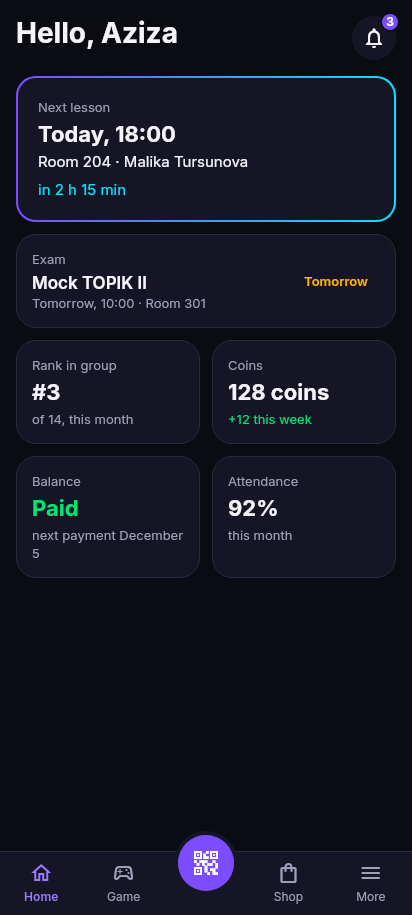 Hello, Aziza
3
Next lesson
Today, 18:00
Room 204 · Malika Tursunova
in 2 h 15 min
Exam
Mock TOPIK II
Tomorrow, 10:00 · Room 301
Tomorrow
Rank in group
#3
of 14, this month
Coins
128 coins
+12 this week
Balance
Paid
next payment December
5
Attendance
92%
this month
Home
Game
Shop
More